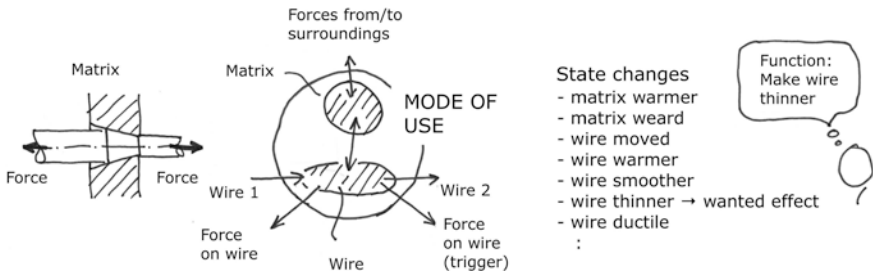 Matrix
Force
Force
Forces from/to
surroundings
Matrix
MODE OF
USE
Wire 1
Wire 2
Force
on wire
Wire
Force
on wire
(trigger)
State changes
- matrix warmer
- matrix weard
- wire moved
- wire warmer
- wire smoother
- wire thinner → wanted effect
- wire ductile
:
Function:
Make wire
thinner